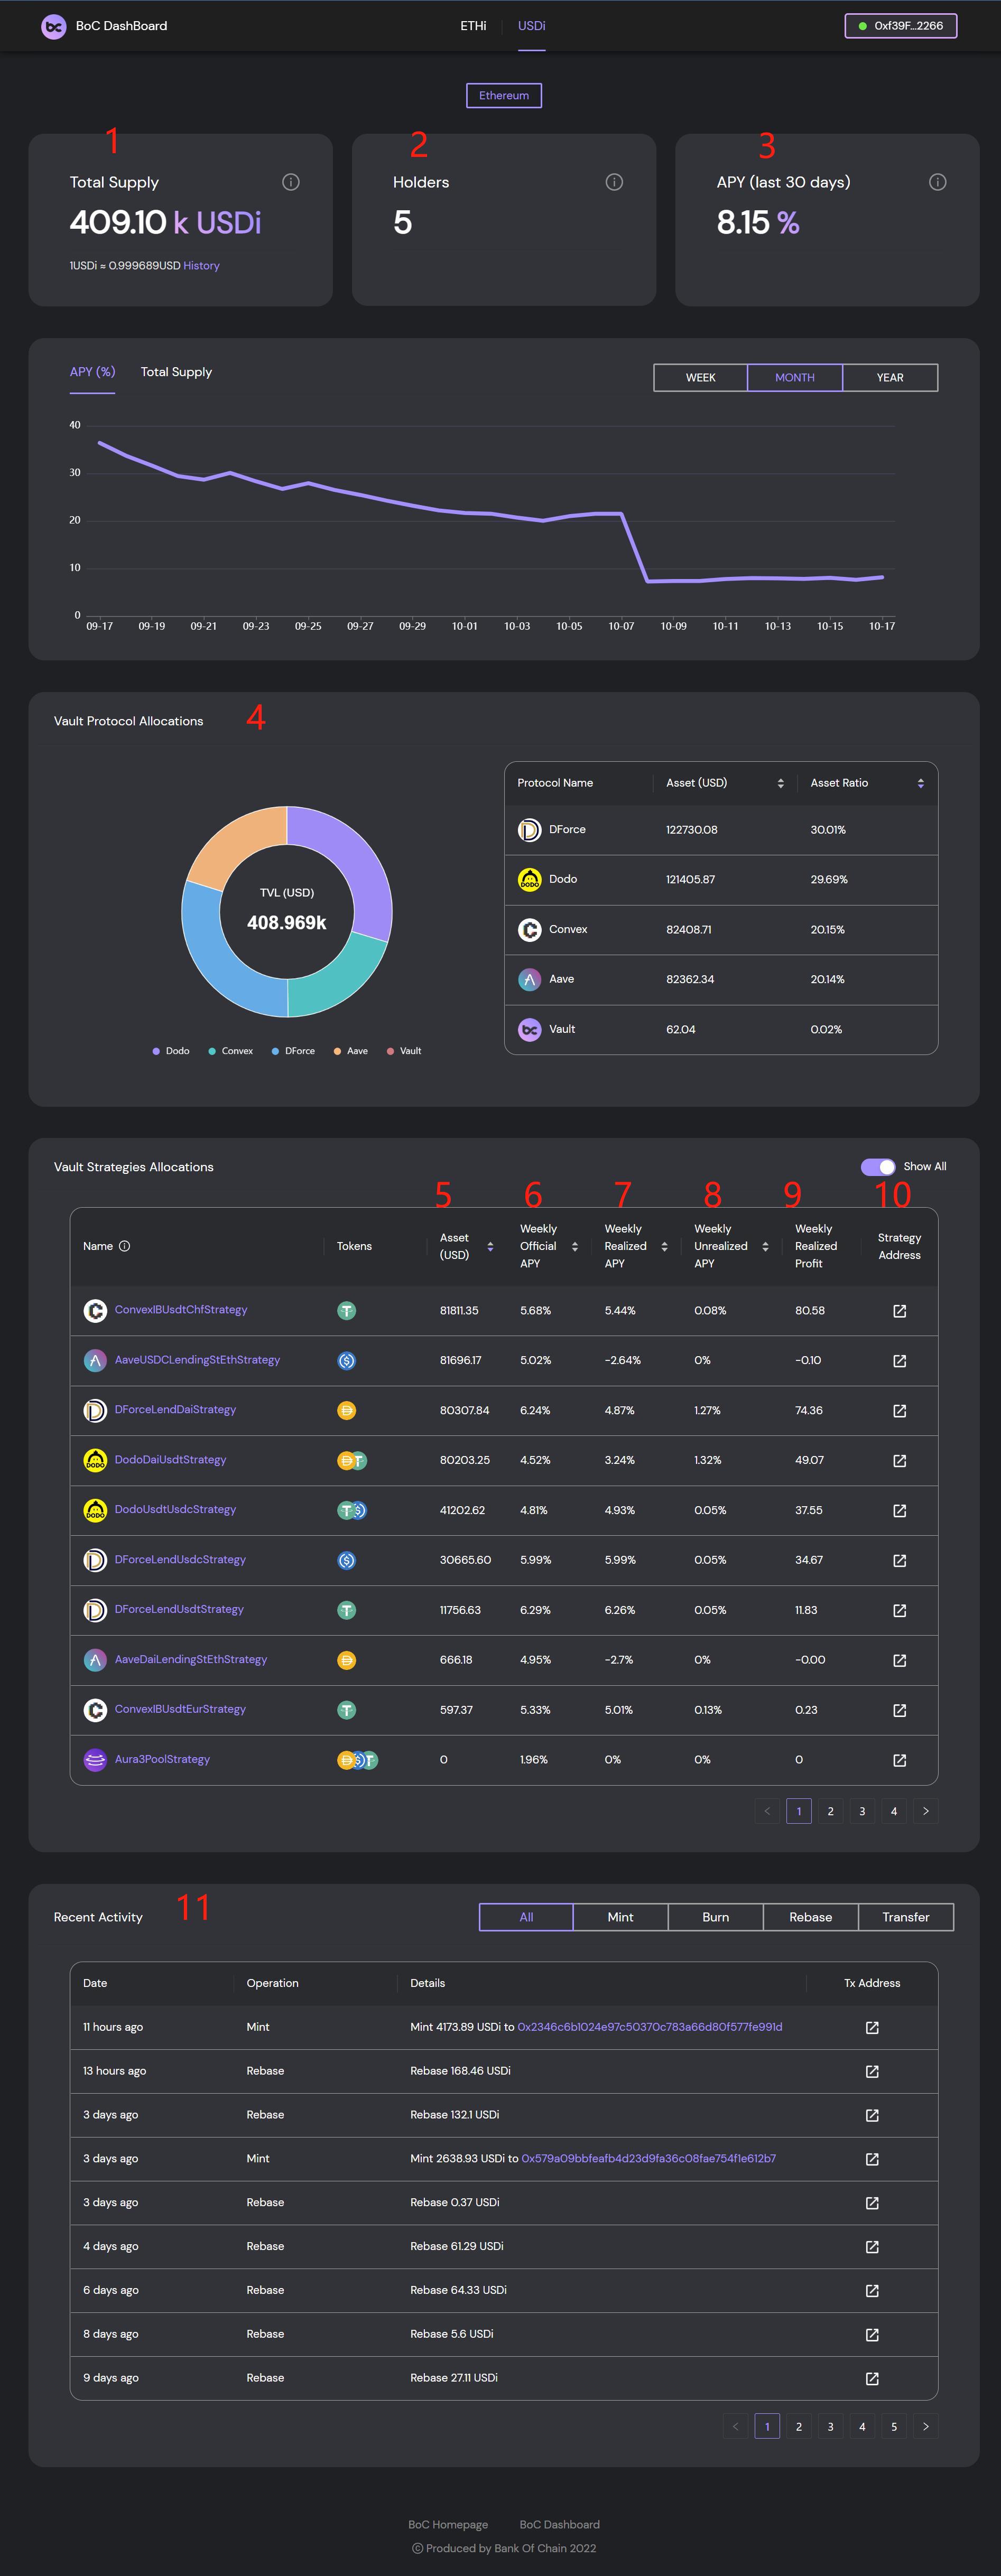 BoC DashBoard
ETHi
USDi
0xf39F...2266
Ethereum
1
2
3
Total Supply
409.10 k USDi
1USDi ≈ 0.999689USD History
Holders
5
APY (last 30 days)
8.15 %
APY (%)
Total Supply
WEEK
MONTH
YEAR
40
30
20
10
0
09-17 09-19 09-21 09-23 09-25 09-27 09-29 10-01 10-03 10-05 10-07 10-09 10-11 10-13 10-15 10-17
Vault Protocol Allocations
4
TVL (USD)
408.969k
Dodo Convex DForce Aave Vault
Protocol Name Asset (USD) Asset Ratio
DForce 122730.08 30.01%
Dodo 121405.87 29.69%
Convex 82408.71 20.15%
Aave 82362.34 20.14%
Vault 62.04 0.02%
Vault Strategies Allocations
Show All
5 6 7 8 9 10
Name
Tokens
Asset
(USD)
Weekly
Official
APY
Weekly
Realized
APY
Weekly
Unrealized
APY
Weekly
Realized
Profit
Strategy
Address
ConvexIBUsdtChfStrategy 81811.35 5.68% 5.44% 0.08% 80.58
AaveUSDCLendingStEthStrategy 81696.17 5.02% -2.64% 0% -0.10
DForceLendDaiStrategy 80307.84 6.24% 4.87% 1.27% 74.36
DODO DodoDaiUsdtStrategy 80203.25 4.52% 3.24% 1.32% 49.07
DODO DodoUsdtUsdcStrategy 41202.62 4.81% 4.93% 0.05% 37.55
DForceLendUsdcStrategy 30665.60 5.99% 5.99% 0.05% 34.67
DForceLendUsdtStrategy 11756.63 6.29% 6.26% 0.05% 11.83
AaveDaiLendingStEthStrategy 666.18 4.95% -2.7% 0% -0.00
ConvexIBUsdtEurStrategy 597.37 5.33% 5.01% 0.13% 0.23
Aura3PoolStrategy 0 1.96% 0% 0% 0
< 1 2 3 4 >
Recent Activity
11
All
Mint
Burn
Rebase
Transfer
Date Operation Details Tx Address
11 hours ago Mint Mint 4173.89 USDi to 0x2346c6b1024e97c50370c783a66d80f577fe991d
13 hours ago Rebase Rebase 168.46 USDi
3 days ago Rebase Rebase 132.1 USDi
3 days ago Mint Mint 2638.93 USDi to 0x579a09bbfeafb4d23d9fa36c08fae754f1e612b7
3 days ago Rebase Rebase 0.37 USDi
4 days ago Rebase Rebase 61.29 USDi
6 days ago Rebase Rebase 64.33 USDi
8 days ago Rebase Rebase 5.6 USDi
9 days ago Rebase Rebase 27.11 USDi
< 1 2 3 4 5 >
BoC Homepage BoC Dashboard
© Produced by Bank Of Chain 2022